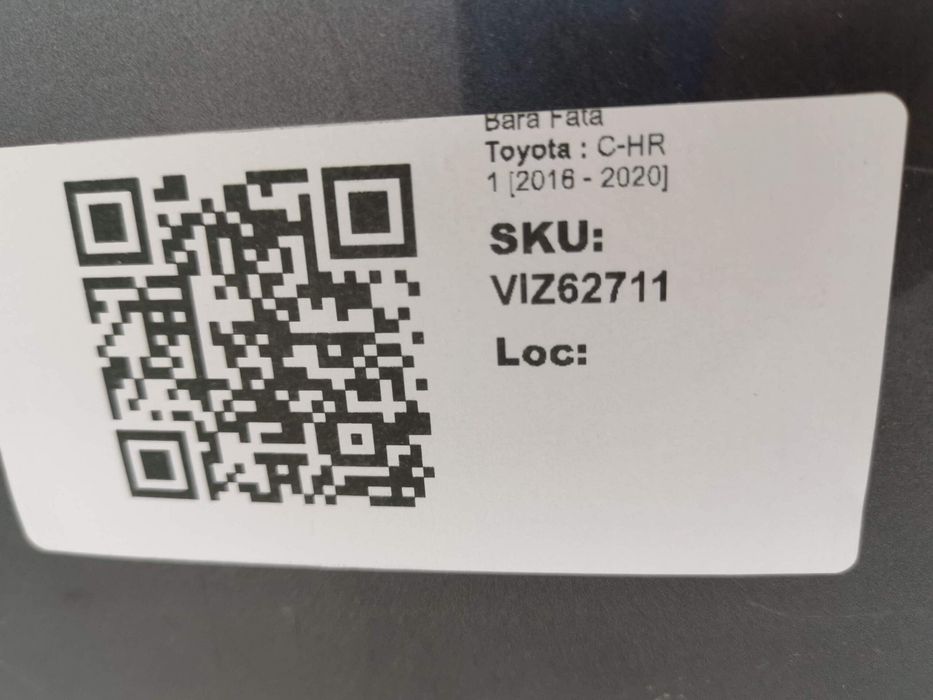 Bara Fata
Toyota : C-HR
1 [2016 - 2020]
SKU:
VIZ62711
Loc: